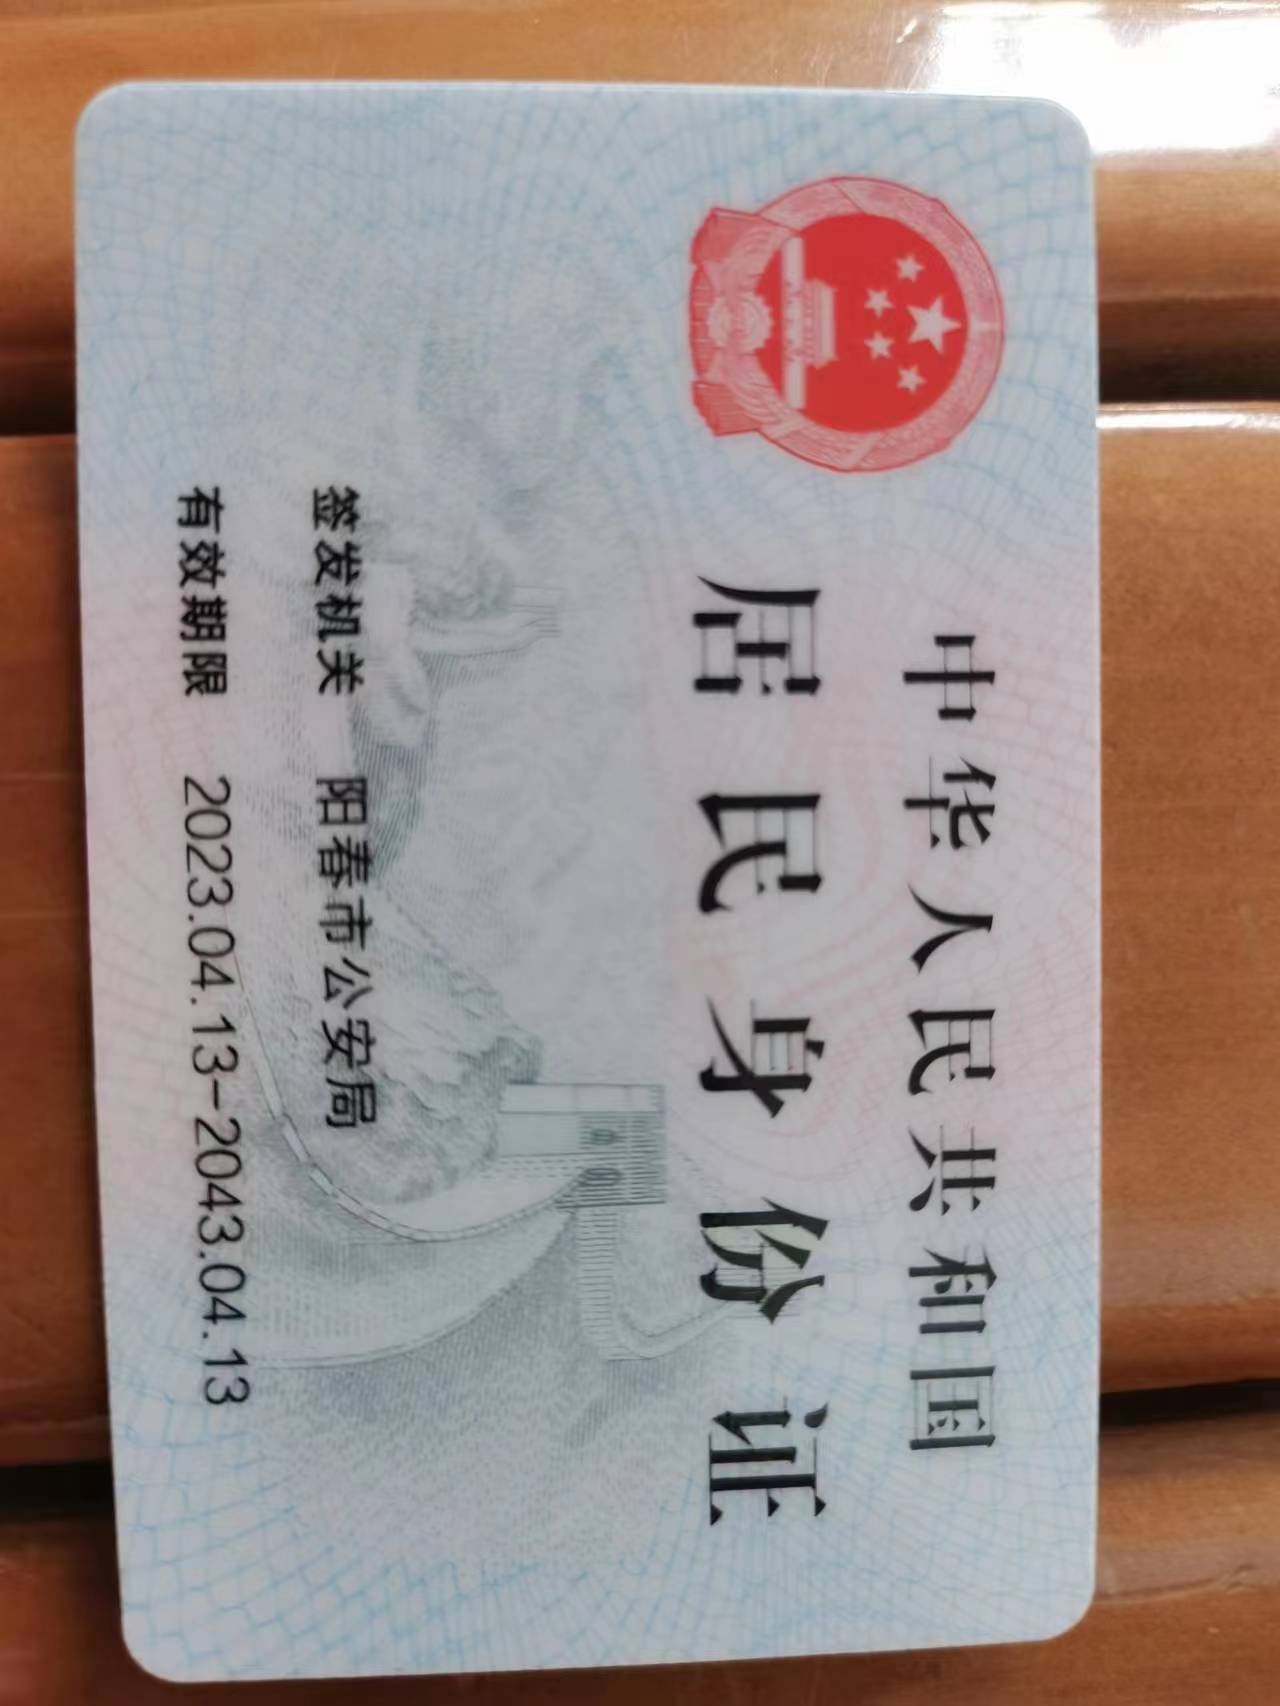 中华人民共和国
居民身份证
签发机关 阳春市公安局
有效期限 2023.04.13-2043.04.13